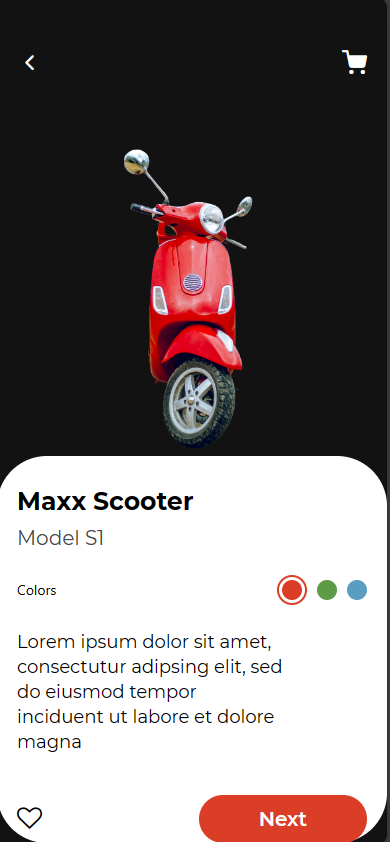 Maxx Scooter
Model S1
Colors
Lorem ipsum dolor sit amet,
consectutur adipsing elit, sed
do eiusmod tempor
inciduent ut labore et dolore
magna
Next